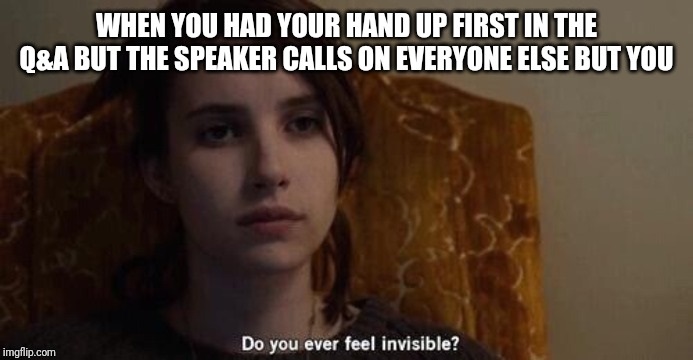 WHEN YOU HAD YOUR HAND UP FIRST IN THE
Q&A BUT THE SPEAKER CALLS ON EVERYONE ELSE BUT YOU
Do you ever feel invisible?
imgflip.com